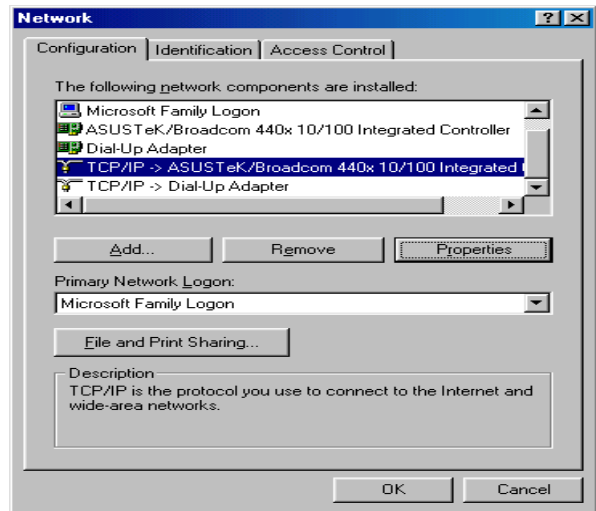 Network
Configuration Identification Access Control
The following network components are installed:
Microsoft Family Logon
ASUSTeK/Broadcom 440x 10/100 Integrated Controller
Dial-Up Adapter
TCP/IP -> ASUSTeK/Broadcom 440x 10/100 Integrated
TCP/IP -> Dial-Up Adapter
Add... Remove Properties
Primary Network Logon:
Microsoft Family Logon
File and Print Sharing...
Description
TCP/IP is the protocol you use to connect to the Internet and
wide-area networks.
OK Cancel